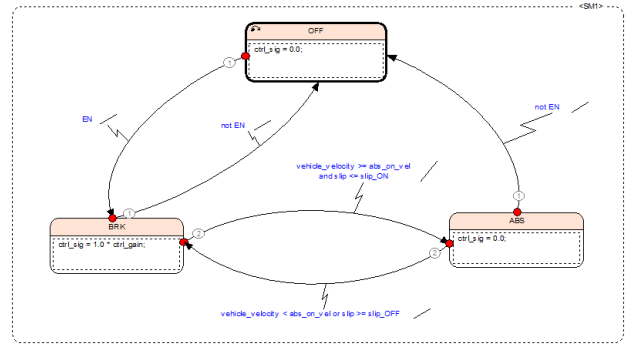 <SM1>
OFF
ctrl_sig = 0.0;
1
EN
not EN
not EN
vehicle_velocity >= abs_on_vel
and slip <= slip_ON
1
1
BRK
2
ABS
ctrl_sig = 1.0 * ctrl_gain;
ctrl_sig = 0.0;
2
vehicle_velocity < abs_on_vel or slip >= slip_OFF